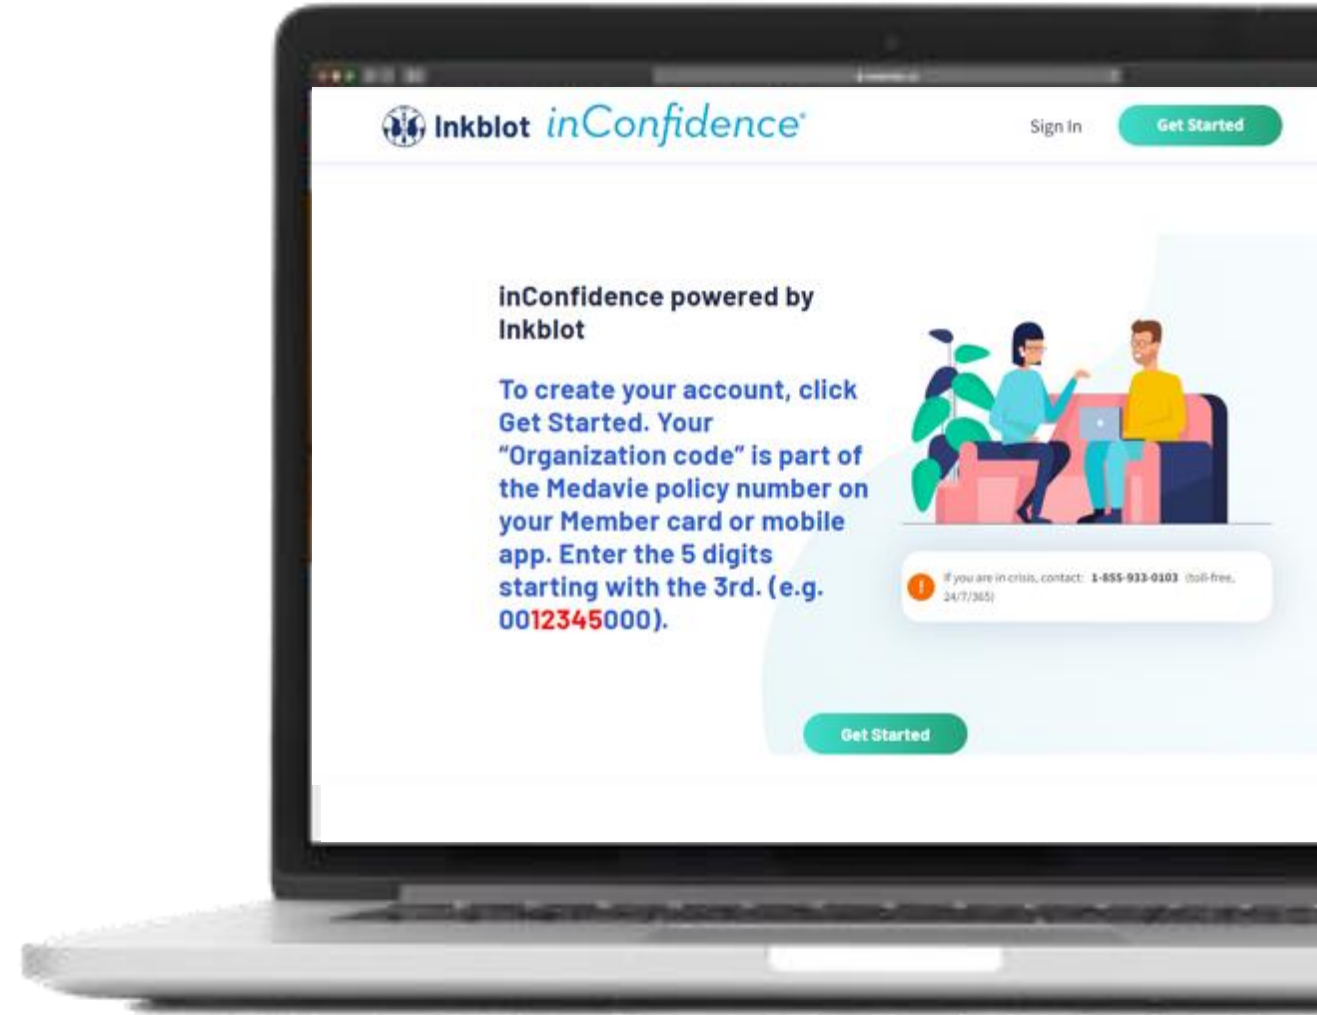 Inkblot inConfidence®
Sign In
Get Started
inConfidence powered by
Inkblot
To create your account, click
Get Started. Your
“Organization code” is part of
the Medavie policy number on
your Member card or mobile
app. Enter the 5 digits
starting with the 3rd. (e.g.
0012345000).
If you are in crisis, contact: 1-855-933-0103 (toll-free,
24/7/365)
Get Started